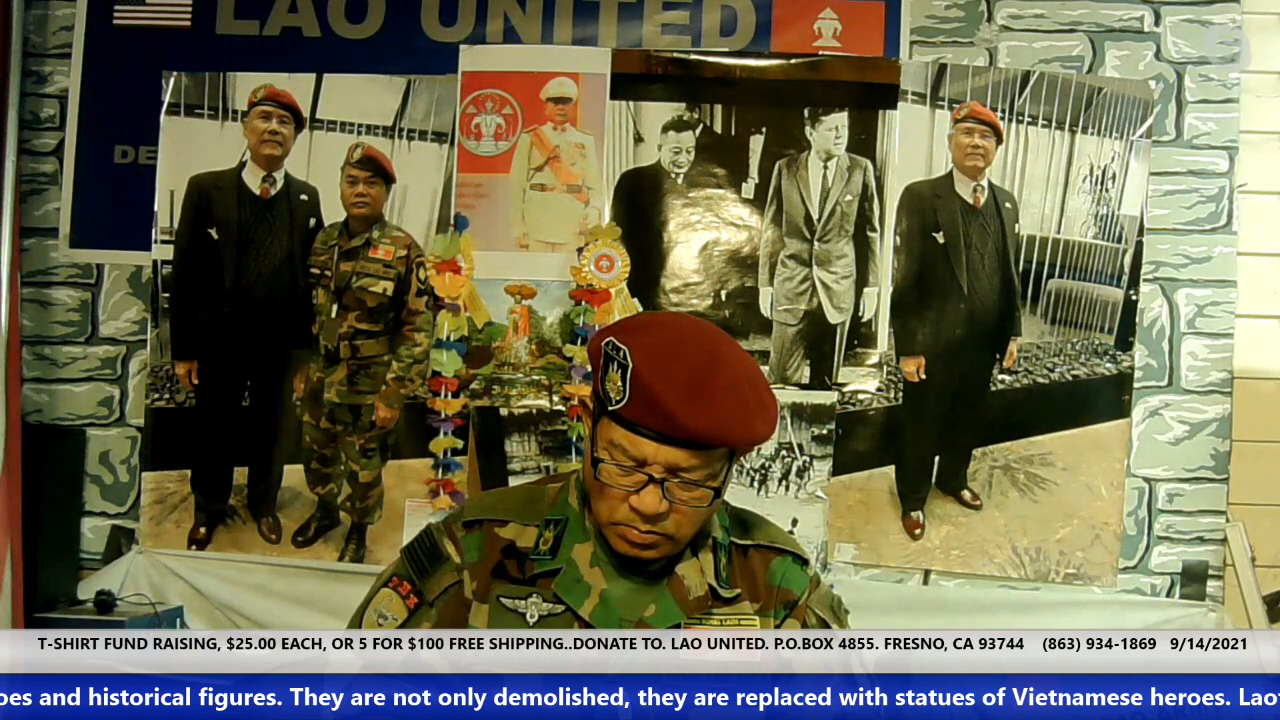 LAO UNITED
DE
T-SHIRT FUND RAISING, $25.00 EACH, OR 5 FOR $100 FREE SHIPPING..DONATE TO. LAO UNITED. P.O.BOX 4855. FRESNO, CA 93744 (863) 934-1869 9/14/2021
oes and historical figures. They are not only demolished, they are replaced with statues of Vietnamese heroes. Lao